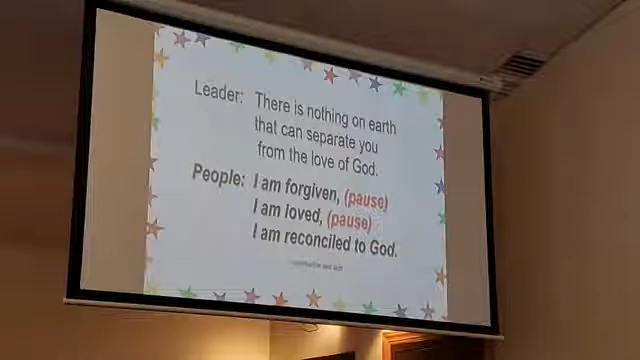 Leader: There is nothing on earth
that can separate you
from the love of God.
People: I am forgiven, (pause)
I am loved, (pause)
I am reconciled to God.